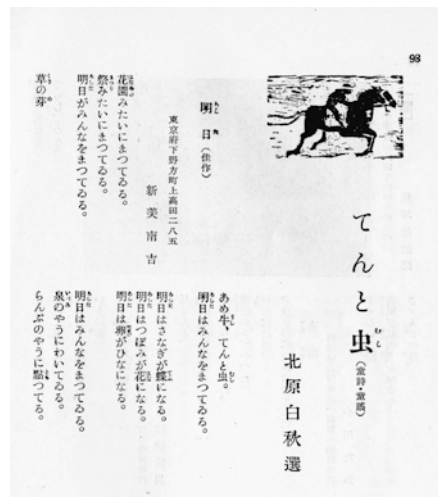 てんと虫（童詩・童謠）
北原白秋選
明日（佳作）
東京府下野方町上高田二八五
新美南吉
花園みたいにまつてゐる。
祭みたいにまつてゐる。
明日がみんなをまつてゐる。
草の芽
あめ牛、てんと虫。
明日はみんなをまつてゐる。
明日はさなぎが蝶になる。
明日はつぼみが花になる。
明日は卵がひなになる。
明日はみんなをまつてゐる。
泉のやうにわいてゐる。
らんぷのやうに點つてる。